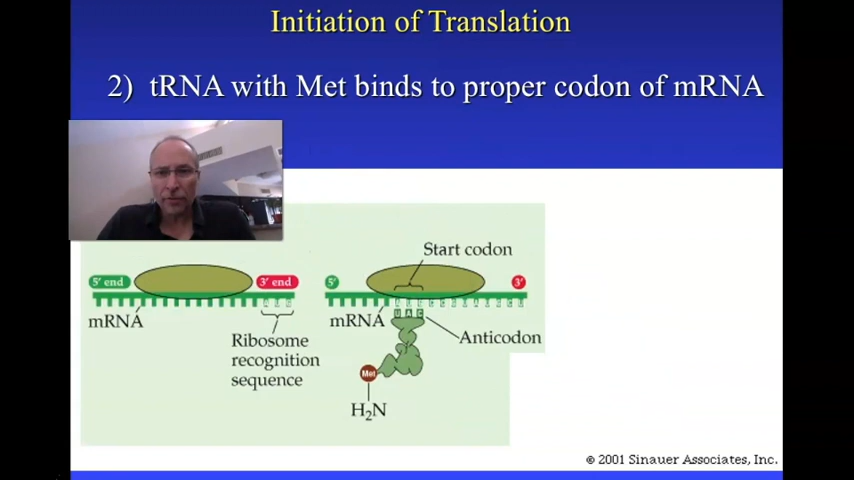 Initiation of Translation
2) tRNA with Met binds to proper codon of mRNA
Start codon
5' end
3' end
5'
3'
mRNA
mRNA
U A C
Anticodon
Ribosome
recognition
sequence
Met
H₂N
© 2001 Sinauer Associates, Inc.